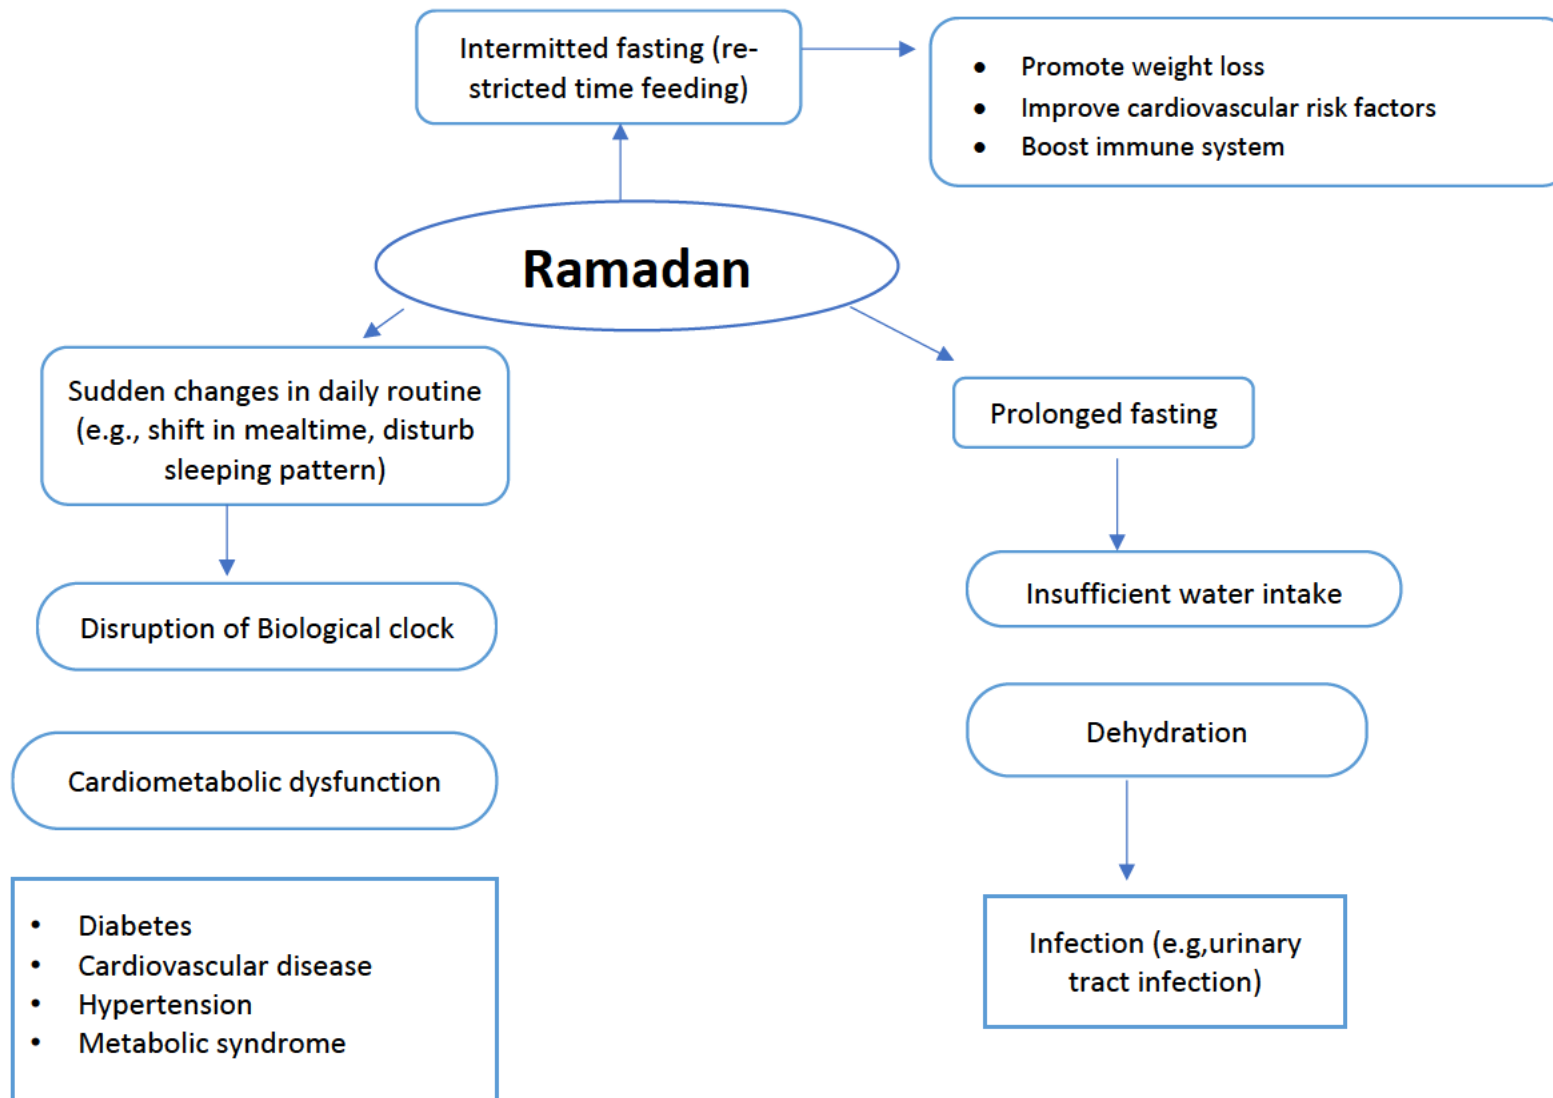 Intermitted fasting (re-
stricted time feeding)
• Promote weight loss
• Improve cardiovascular risk factors
• Boost immune system
Ramadan
Sudden changes in daily routine
(e.g., shift in mealtime, disturb
sleeping pattern)
Prolonged fasting
Disruption of Biological clock
Insufficient water intake
Cardiometabolic dysfunction
Dehydration
• Diabetes
• Cardiovascular disease
• Hypertension
• Metabolic syndrome
Infection (e.g,urinary
tract infection)